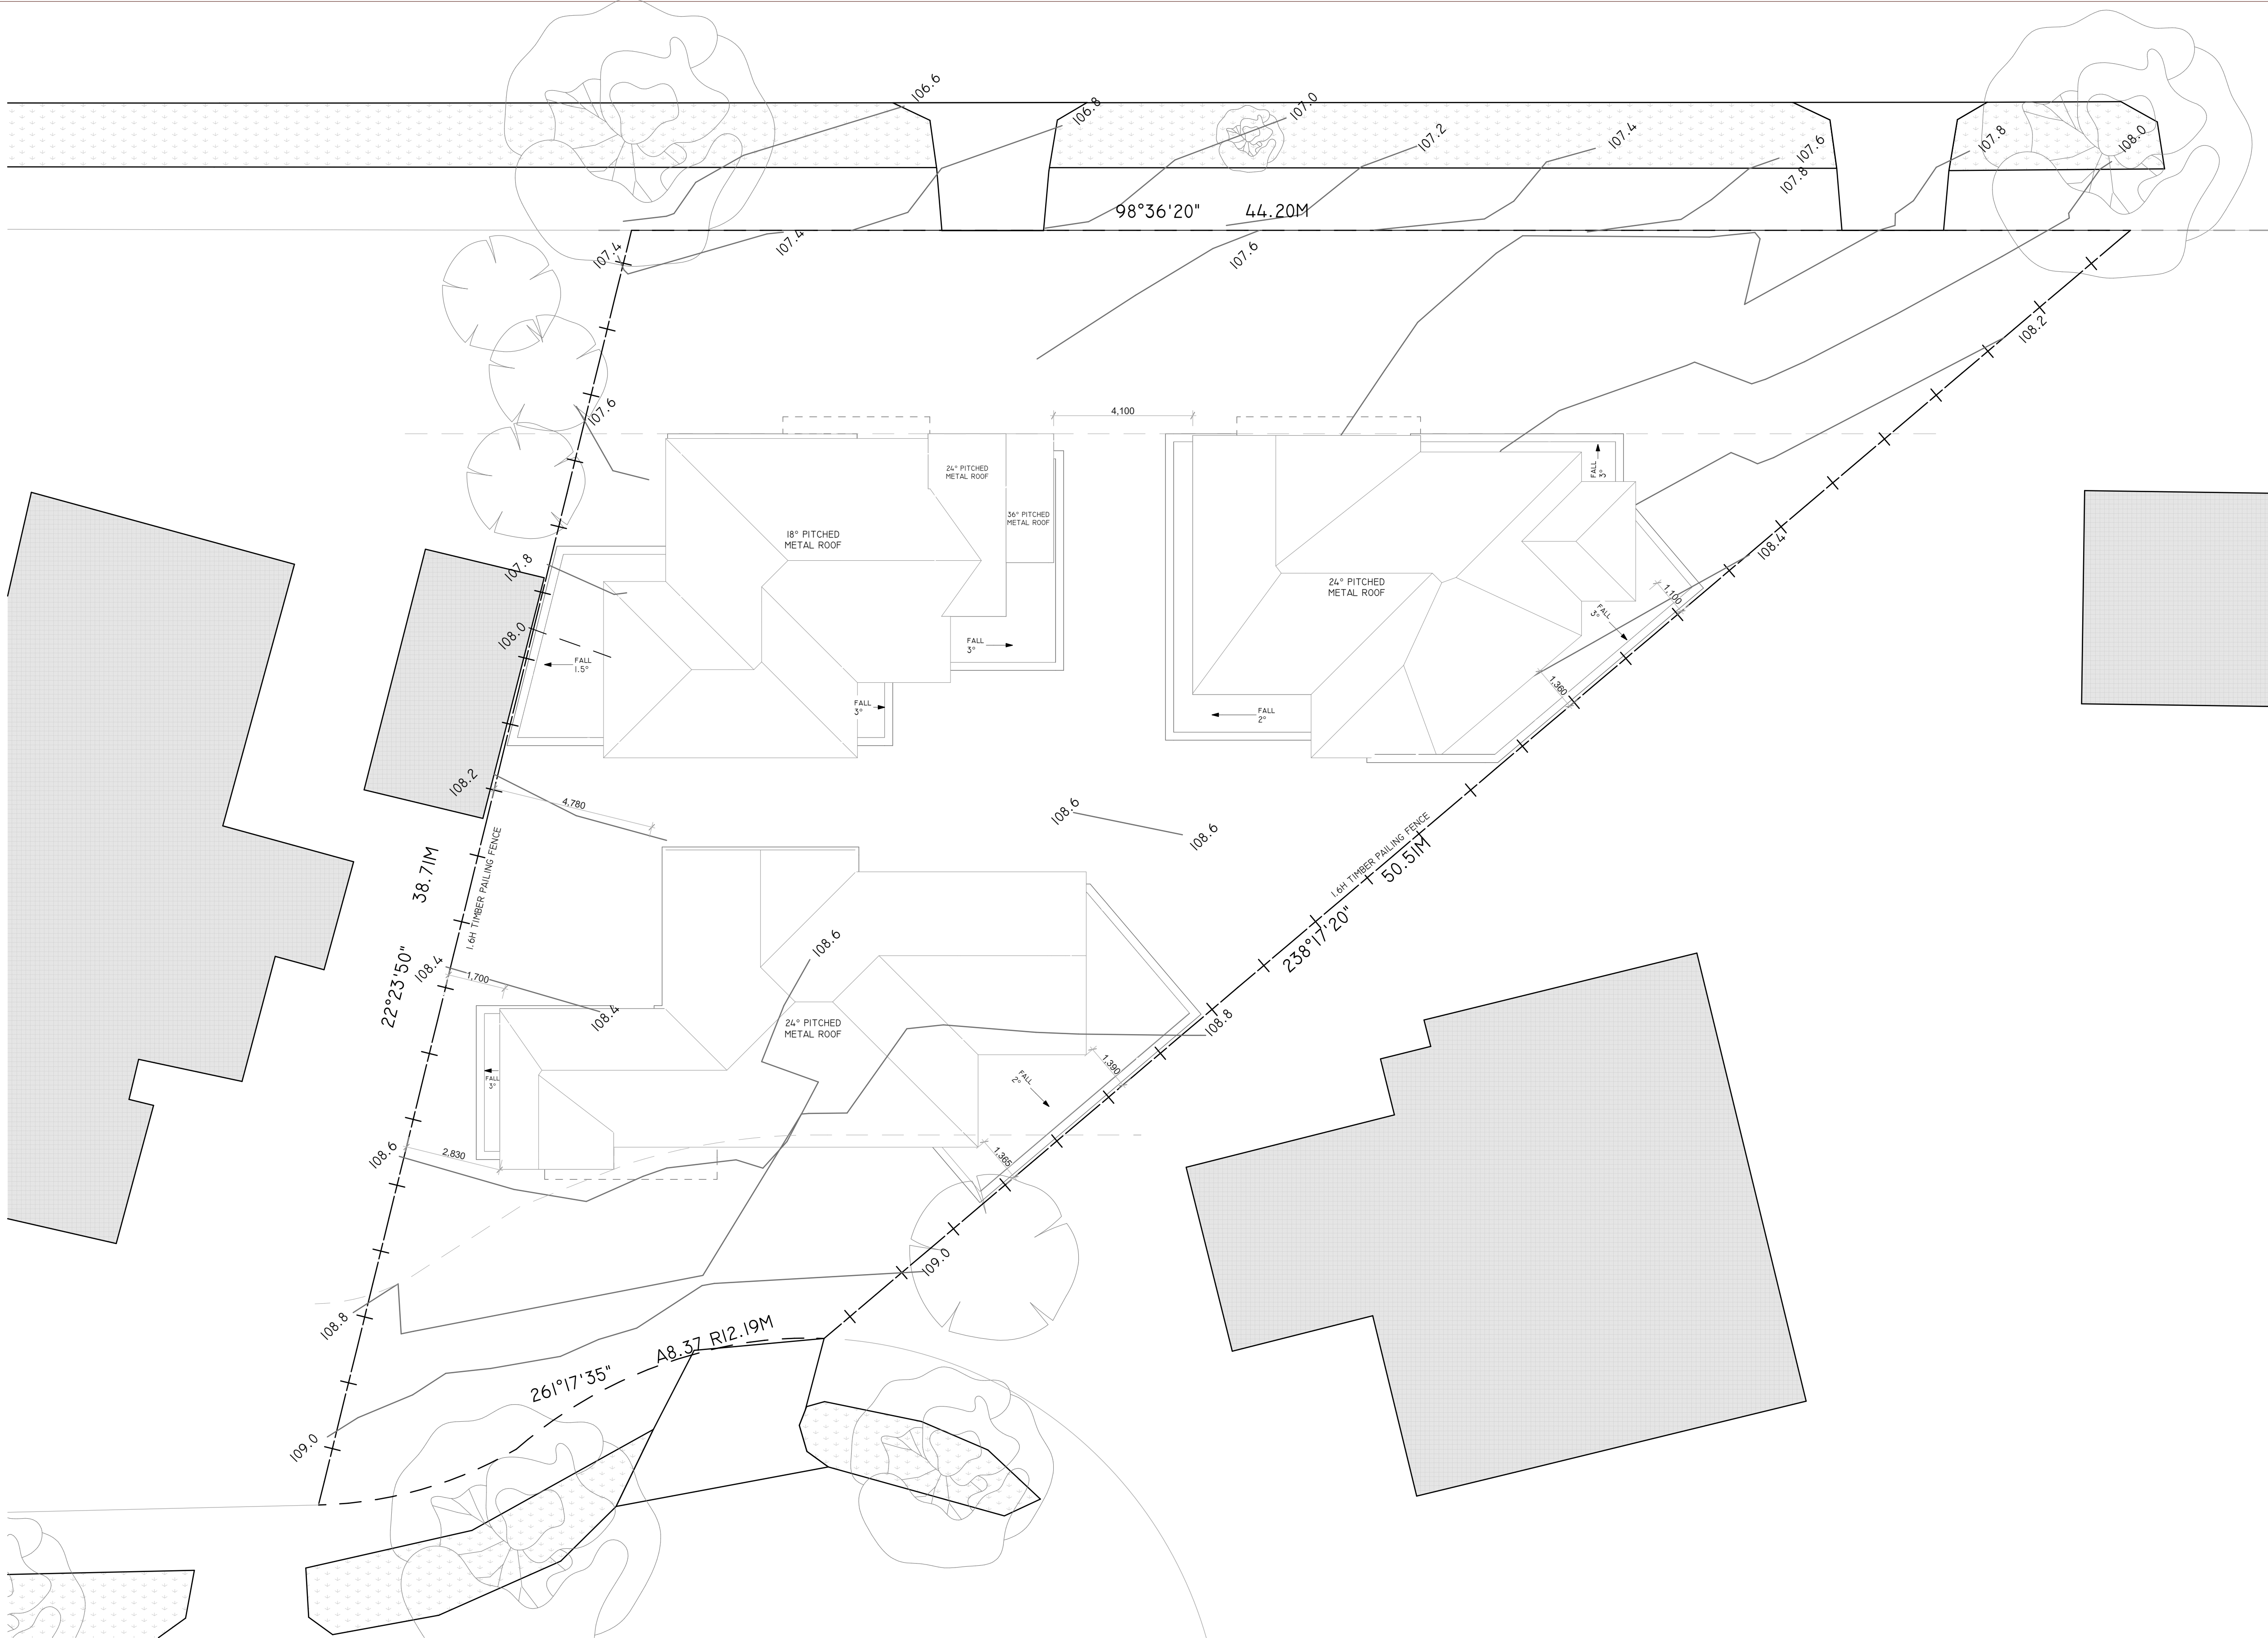 106.6
106.8
107.0
107.2
107.4
107.6
107.8
107.8
108.0
98°36'20" 44.20M
107.4
107.4
107.6
108.2
107.6
4,100
24° PITCHED
METAL ROOF
FALL
3°
36° PITCHED
METAL ROOF
18° PITCHED
METAL ROOF
108.4
107.8
24° PITCHED
METAL ROOF
1,100
FALL
3°
108.0
FALL
3°
FALL
1.5°
1,360
FALL
3°
FALL
2°
108.2
4,780
108.6
108.6
1.6H TIMBER PAILING FENCE
50.51M
38.71M
1.6H TIMBER PAILING FENCE
238°17'20"
108.6
108.4
1,700
22°23'50"
108.4
24° PITCHED
METAL ROOF
108.8
1,390
FALL
3°
FALL
2°
108.6
2,830
1,365
109.0
108.8
A8.37 R12.19M
261°17'35"
109.0